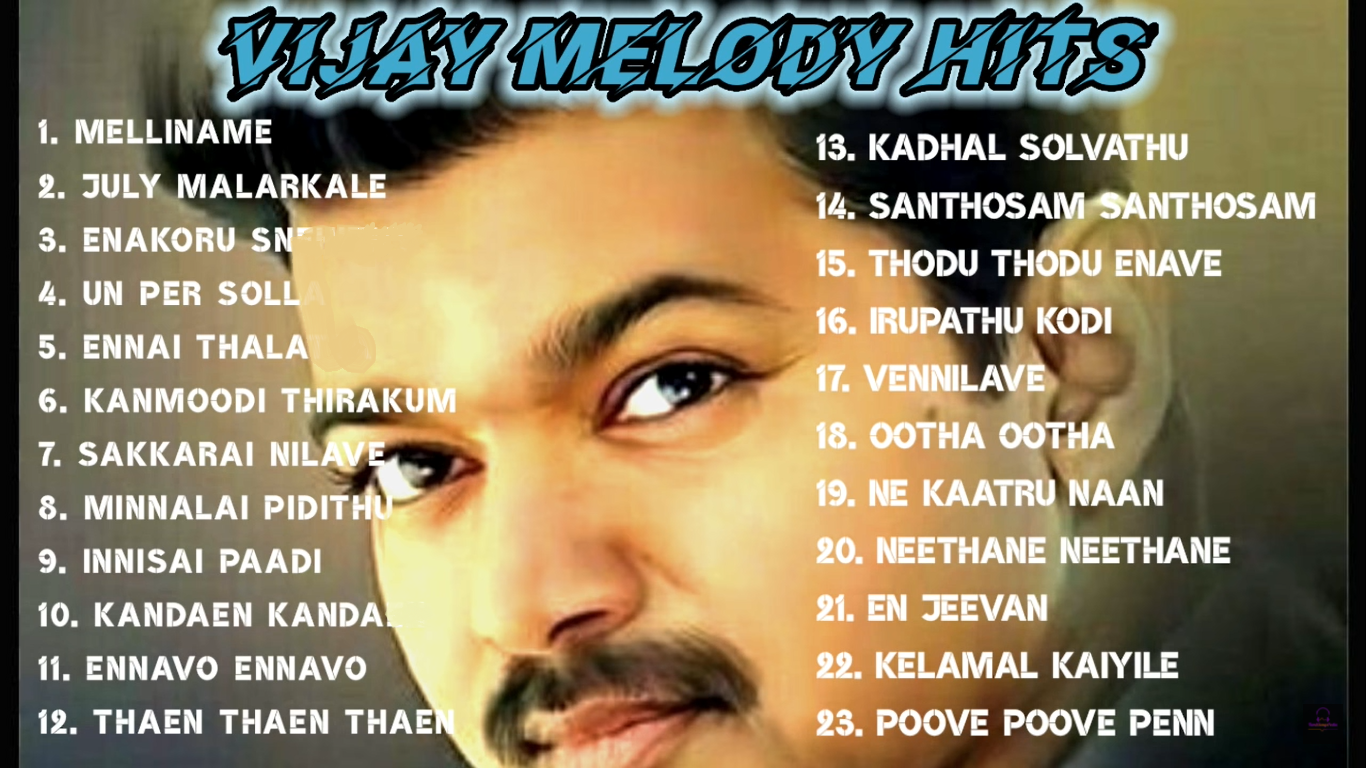 VIJAY MELODY HITS
1. MELLINAME
2. JULY MALARKALE
3. ENAKORU
4. UN PER
5. ENNAI
6. KANMOODI THIRAKUM
7. SAKKARAI NILAVE
8. MINNALAI PIDITHU
9. INNISAI PAADI
10. KANDAEN
11. ENNAVO ENNAVO
12. THAEN THAEN THAEN
13. KADHAL SOLVATHU
14. SANTHOSAM SANTHOSAM
15. THODU THODU ENAVE
16. IRUPATHU KODI
17. VENNILAVE
18. OOTHA OOTHA
19. NE KAATRU NAAN
20. NEETHANE NEETHANE
21. EN JEEVAN
22. KELAMAL KAIYILE
23. POOVE POOVE PENN